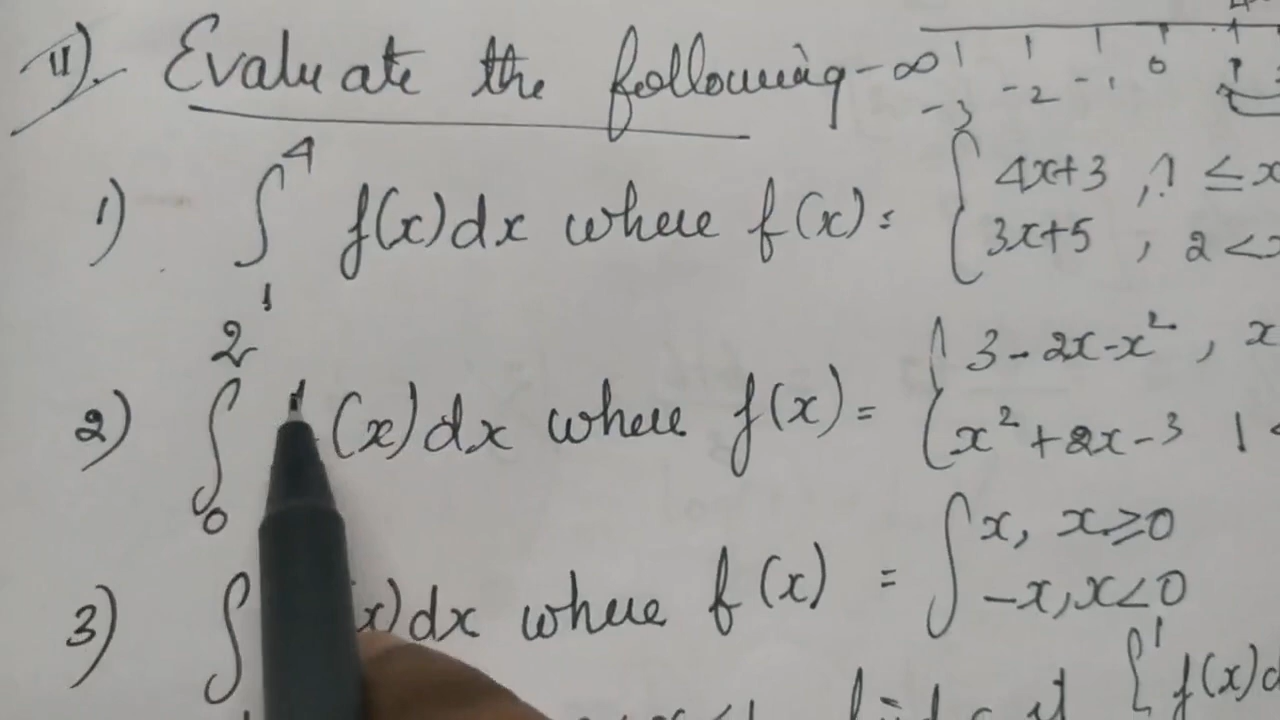 II). Evaluate the following
-∞ -3 -2 -1 0
1) ∫₁⁴ f(x)dx where f(x) = { 4x+3 , 1 ≤ x
3x+5 , 2 <x
2) ∫₀² (x)dx where f(x) = { 3-2x-x² , x
x²+2x-3 1 <
3) ∫ x)dx where f(x) = { x, x≥0
-x, x<0
{ 1 f(x)d